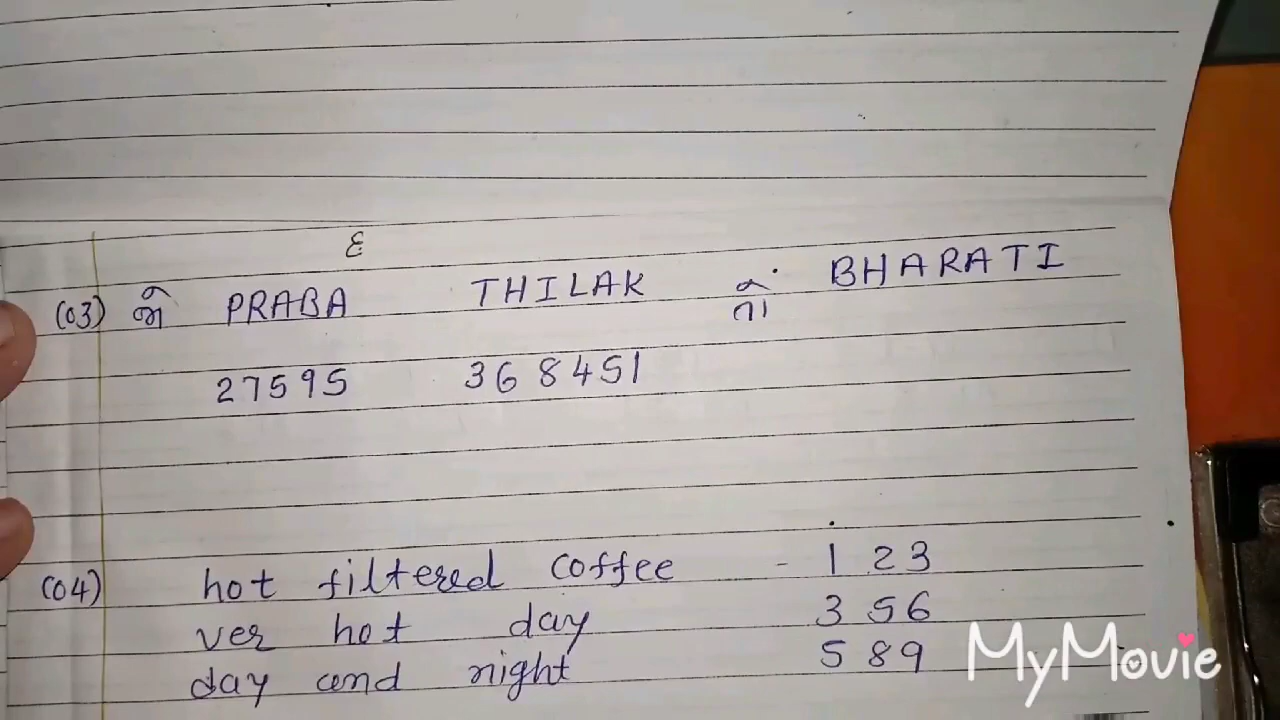 (03) PRABA THILAK BHARATI
27595 368451
(04) hot filtered coffee - 1 2 3
ver hot day 3 5 6
day and night 5 8 9
MyMovie